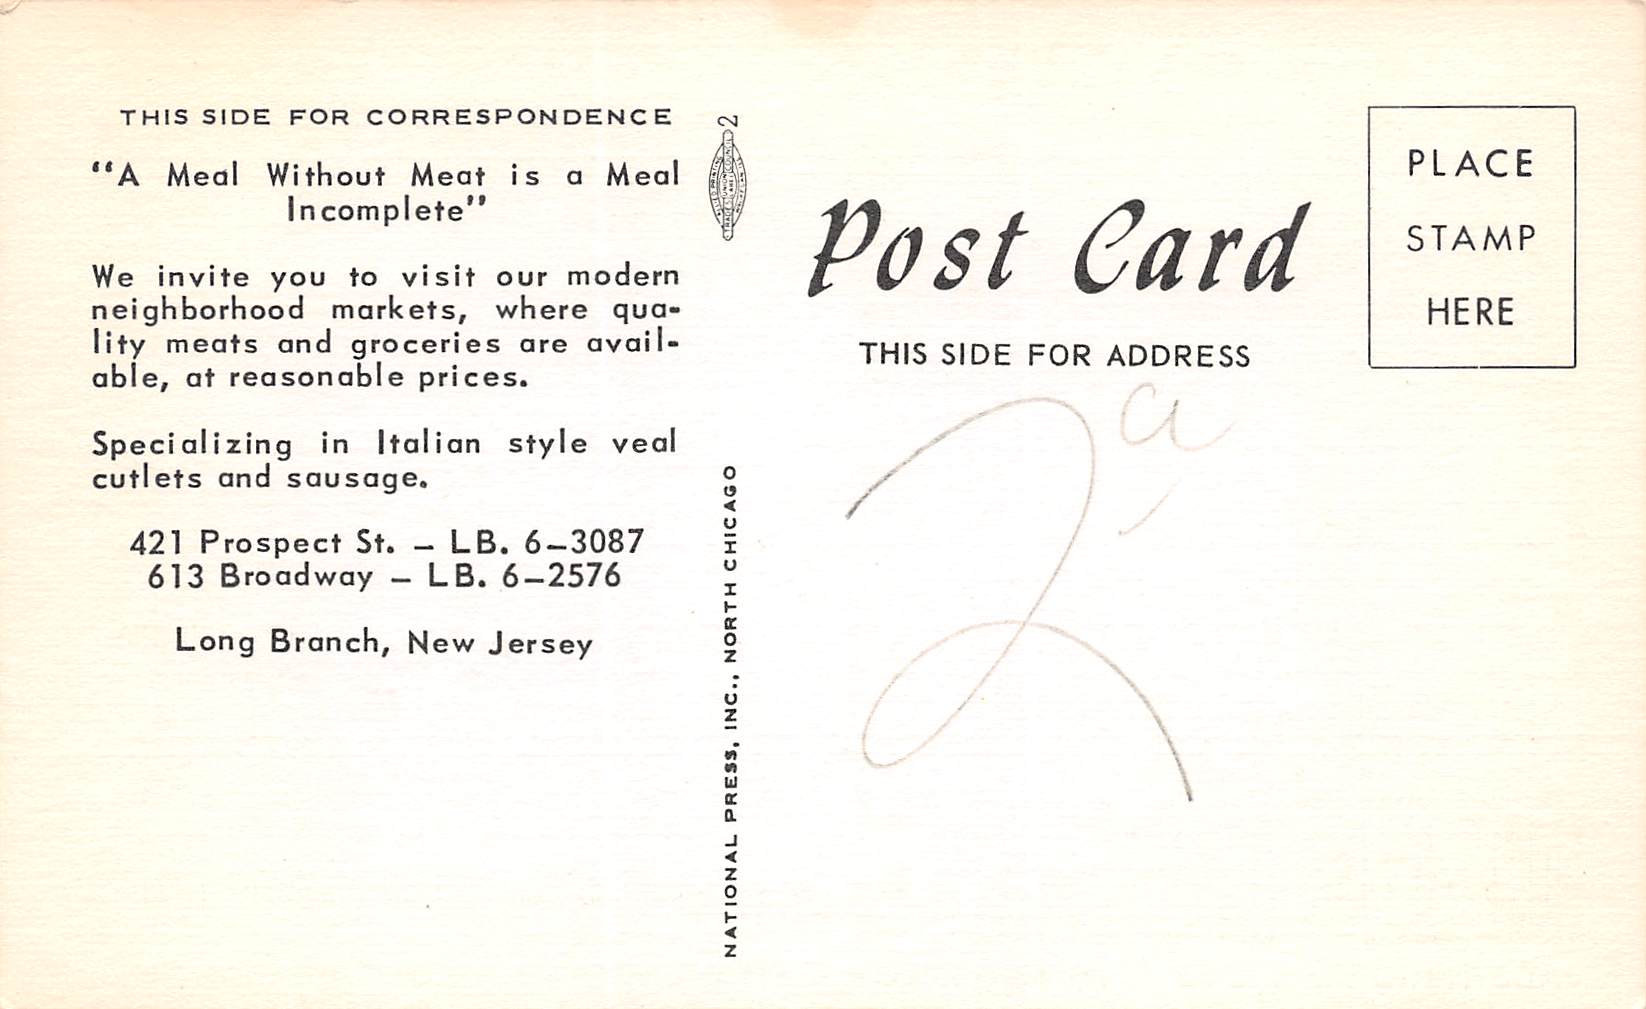 THIS SIDE FOR CORRESPONDENCE
“A Meal Without Meat is a Meal
Incomplete”
We invite you to visit our modern
neighborhood markets, where qua-
lity meats and groceries are avail-
able, at reasonable prices.
Specializing in Italian style veal
cutlets and sausage.
421 Prospect St. – LB. 6–3087
613 Broadway – LB. 6–2576
Long Branch, New Jersey
2
NATIONAL PRESS, INC., NORTH CHICAGO
Post Card
THIS SIDE FOR ADDRESS
PLACE
STAMP
HERE